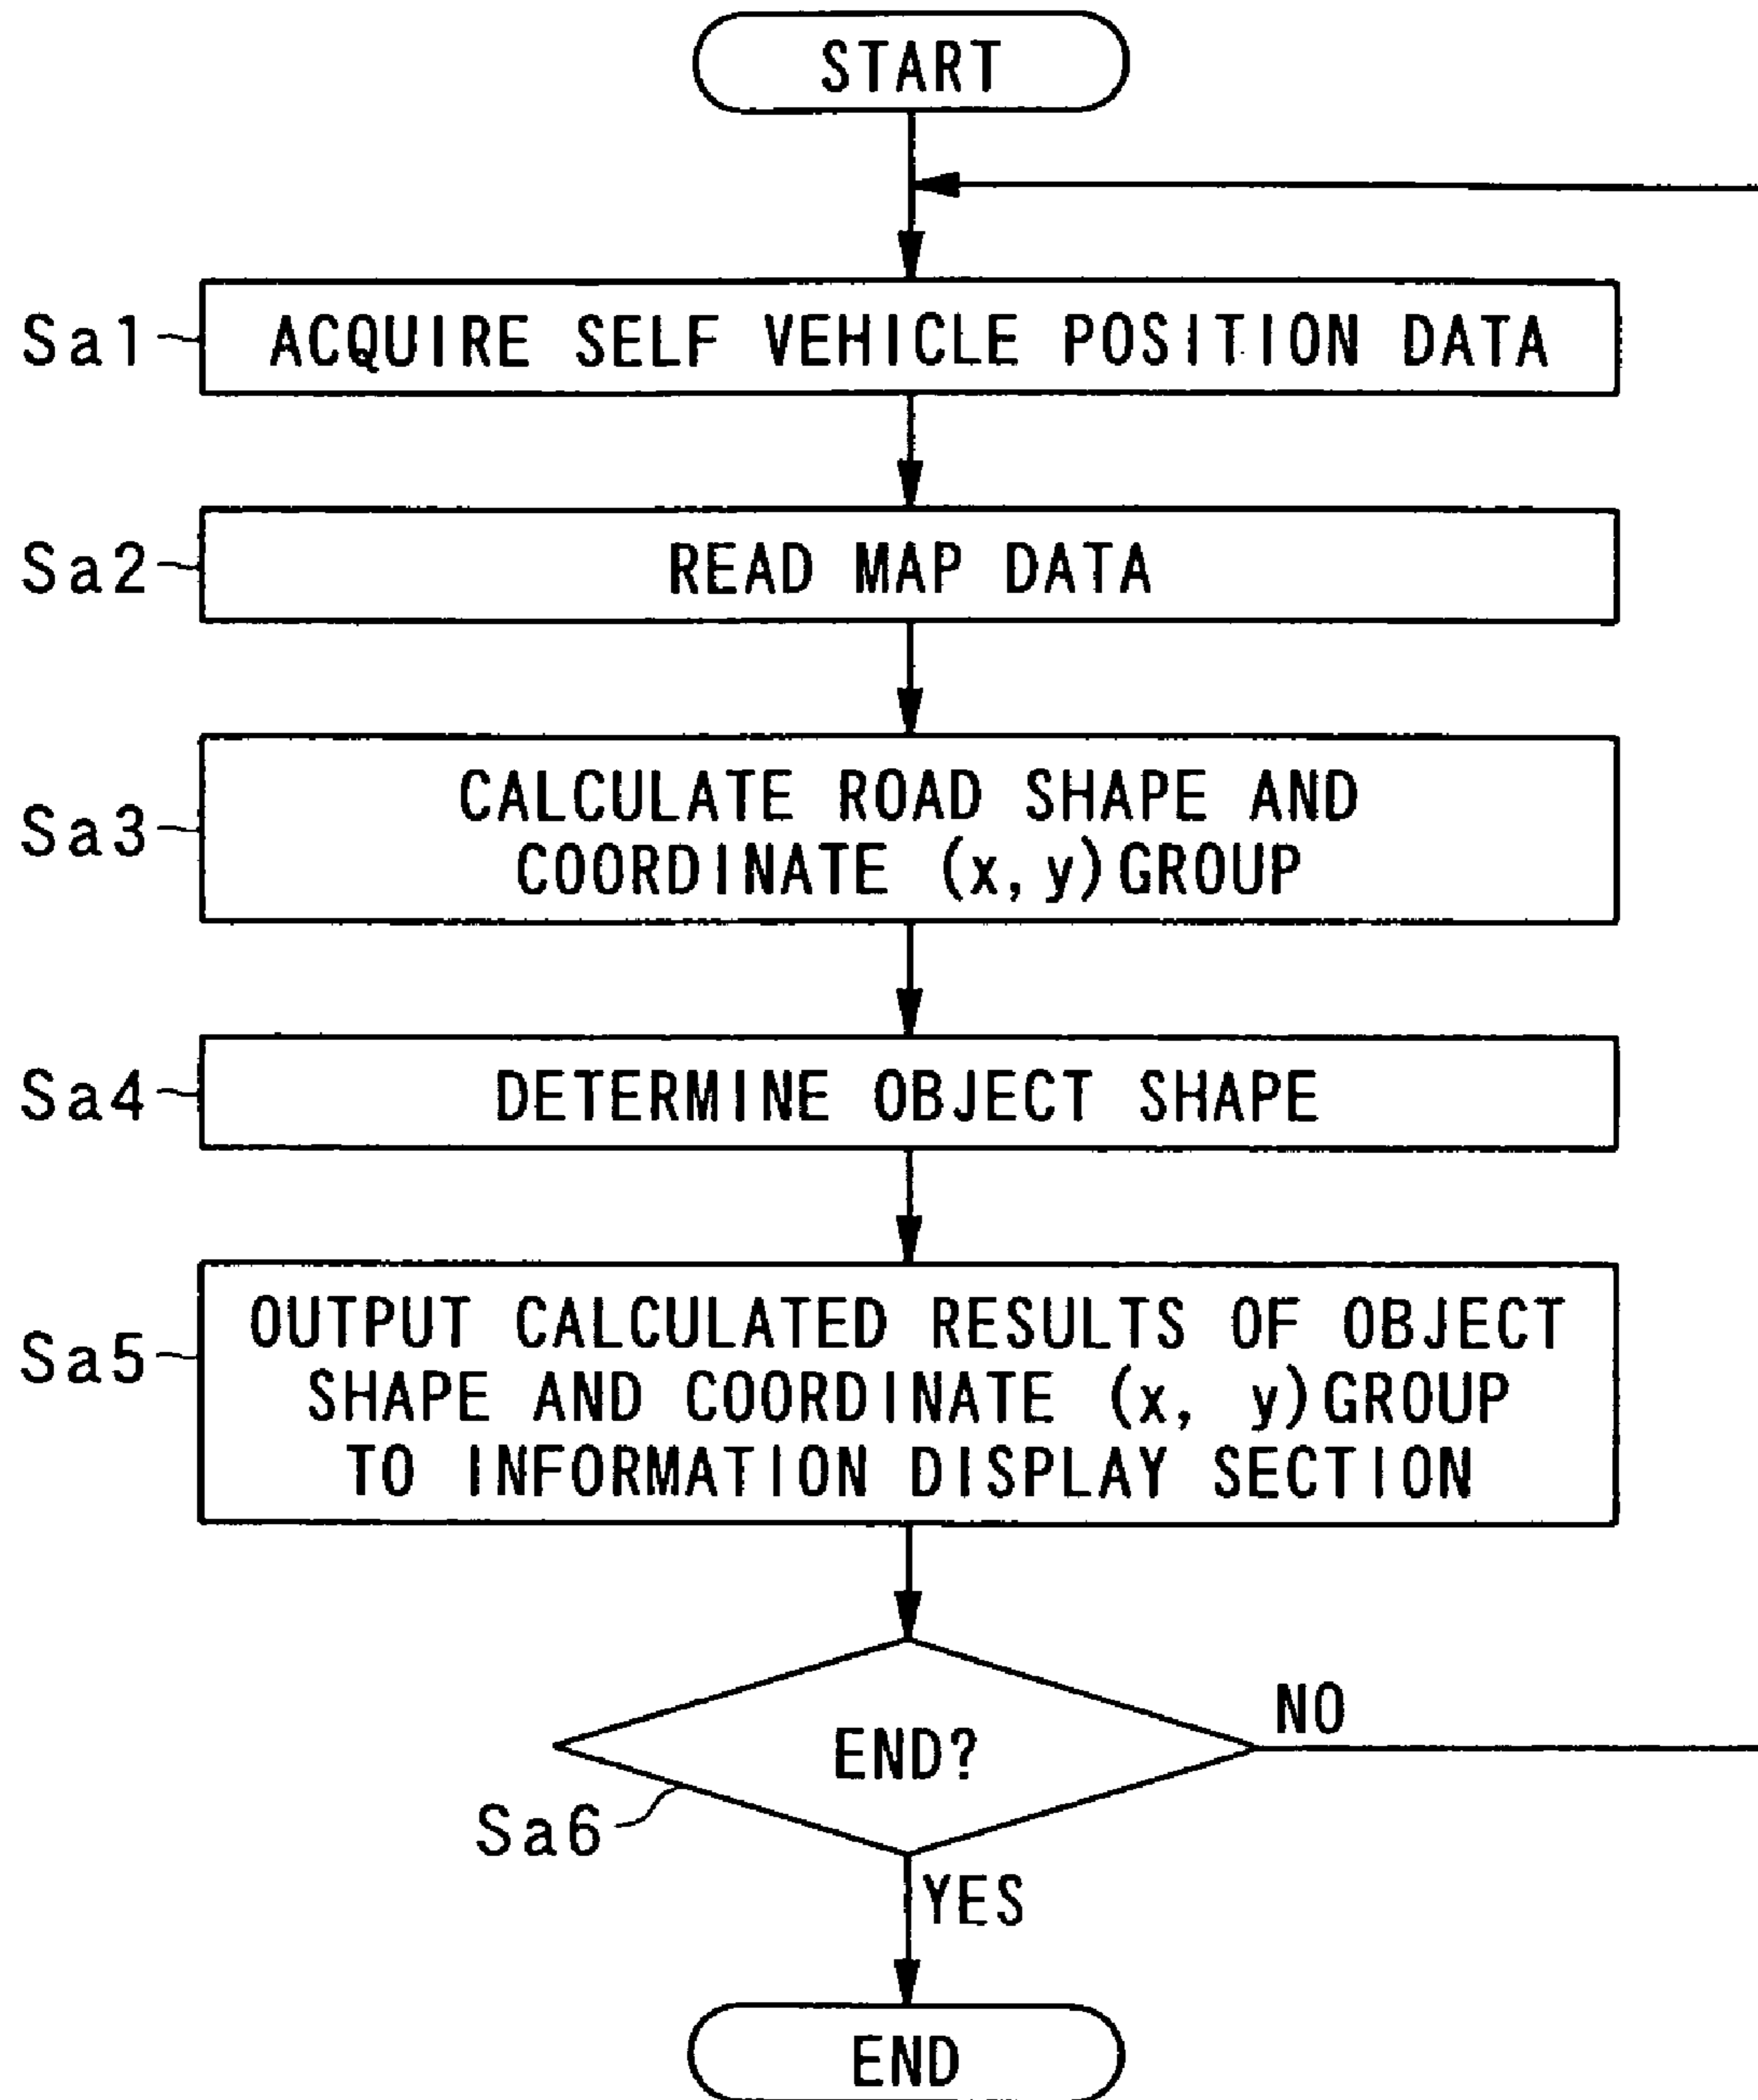 START
Sa1 ACQUIRE SELF VEHICLE POSITION DATA
Sa2 READ MAP DATA
Sa3 CALCULATE ROAD SHAPE AND
COORDINATE (x, y)GROUP
Sa4 DETERMINE OBJECT SHAPE
Sa5 OUTPUT CALCULATED RESULTS OF OBJECT
SHAPE AND COORDINATE (x, y)GROUP
TO INFORMATION DISPLAY SECTION
NO
END?
Sa6
YES
END